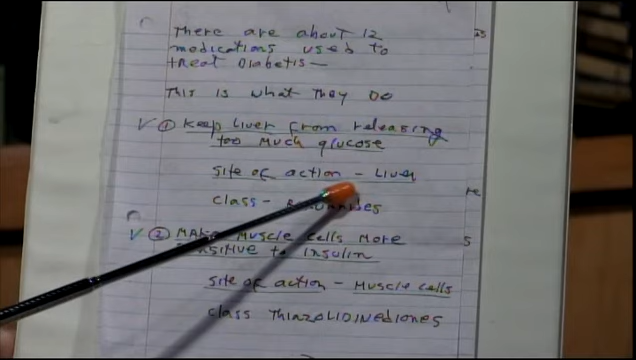 There are about 12
medications used to
treat Diabetis—
This is what They Do
① Keep Liver from releasing
too much glucose
Site of action – Liver
class –
② Make Muscle cells More
sensitive to insulin
Site of action – Muscle cells
class ThiazoLiDiNeDiones